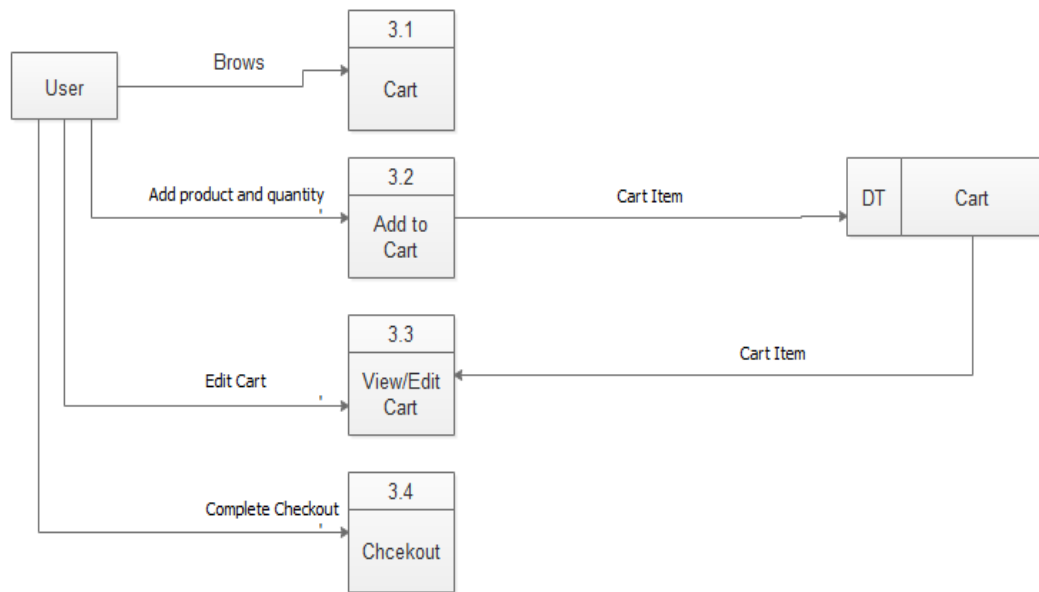 3.1
Brows
User
Cart
3.2
Add product and quantity
Add to
Cart
Cart Item
DT
Cart
3.3
Cart Item
Edit Cart
View/Edit
Cart
3.4
Complete Checkout
Chcekout